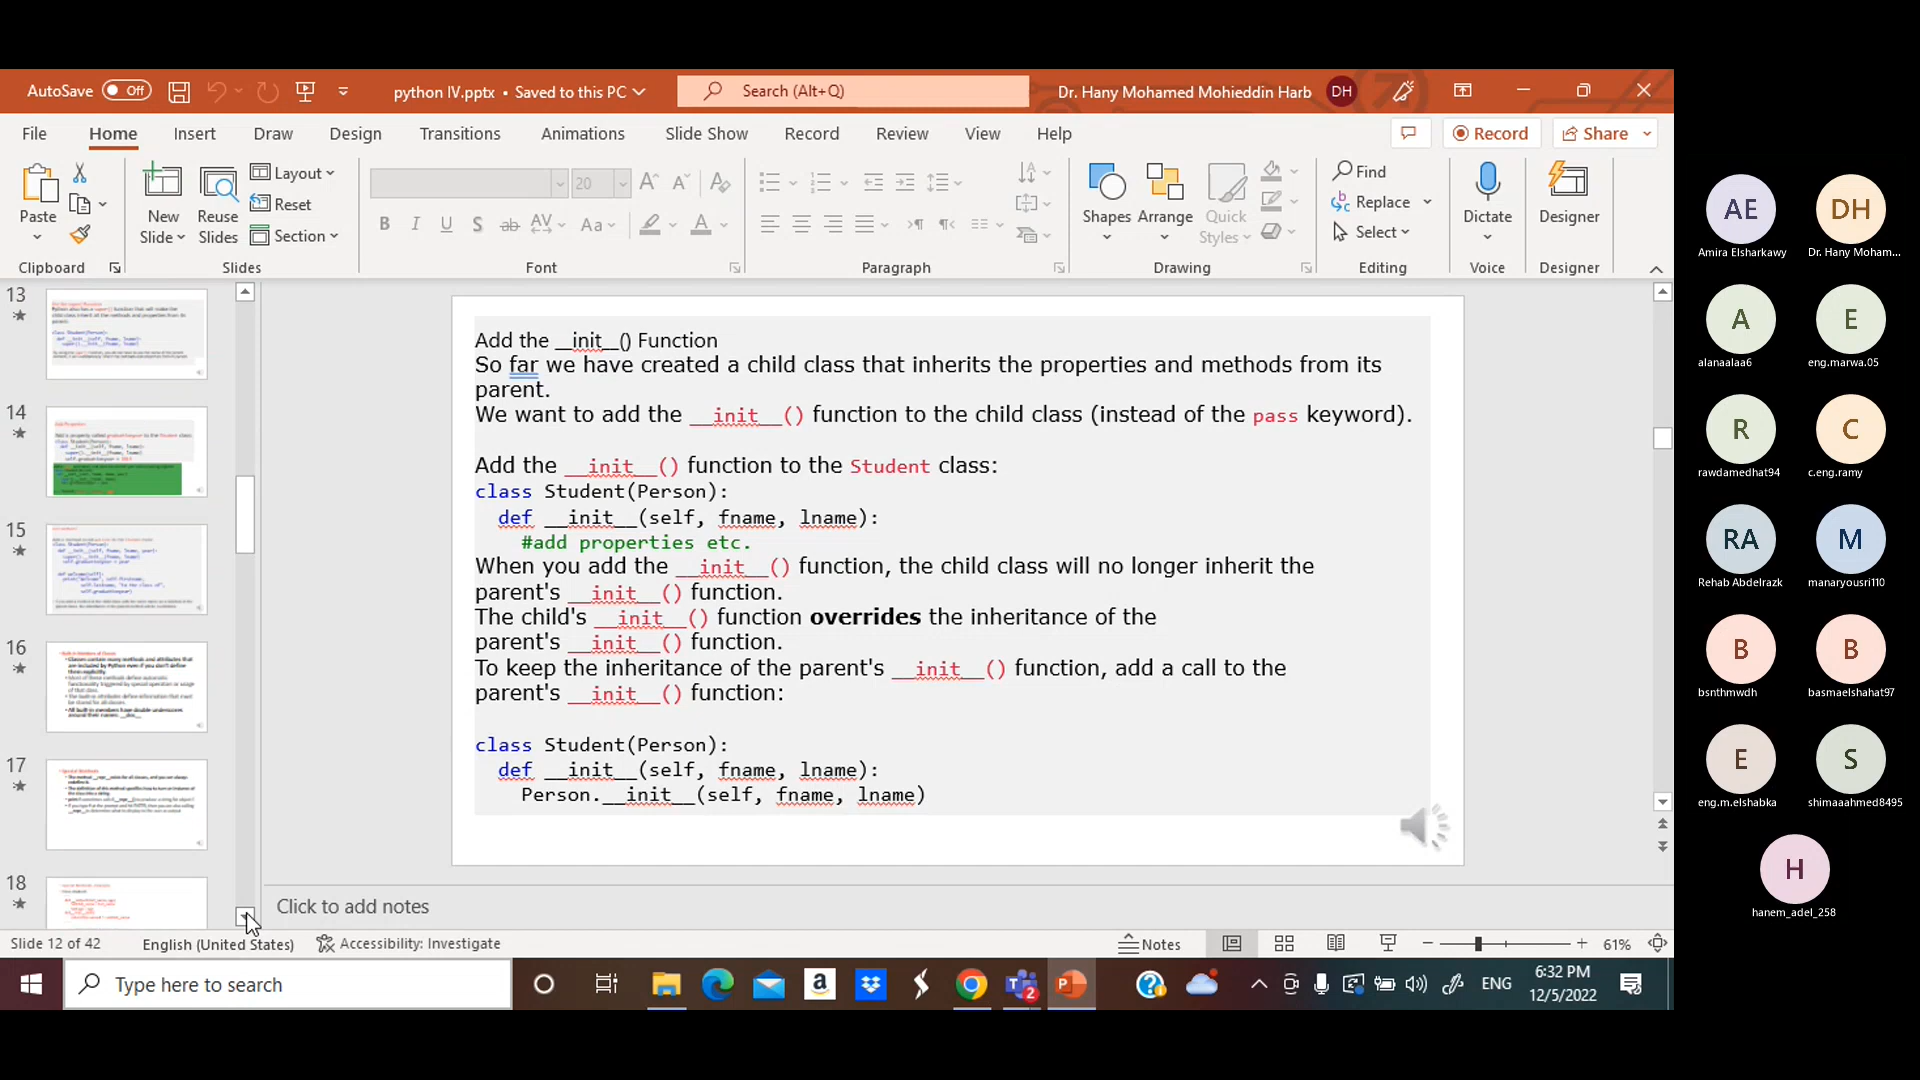 AutoSave Off python IV.pptx • Saved to this PC Search (Alt+Q) Dr. Hany Mohamed Mohieddin Harb DH
File Home Insert Draw Design Transitions Animations Slide Show Record Review View Help Record Share
Paste
New Slide
Reuse Slides
Layout
Reset
Section
20
B I U S ab AV Aa A
Shapes Arrange Quick Styles
Find
Replace
Select
Dictate
Designer
Clipboard Slides Font Paragraph Drawing Editing Voice Designer
13
14
15
16
17
18
Add the __init__() Function
So far we have created a child class that inherits the properties and methods from its
parent.
We want to add the __init__() function to the child class (instead of the pass keyword).
Add the __init__() function to the Student class:
class Student(Person):
def __init__(self, fname, lname):
#add properties etc.
When you add the __init__() function, the child class will no longer inherit the
parent's __init__() function.
The child's __init__() function overrides the inheritance of the
parent's __init__() function.
To keep the inheritance of the parent's __init__() function, add a call to the
parent's __init__() function:
class Student(Person):
def __init__(self, fname, lname):
Person.__init__(self, fname, lname)
Click to add notes
Slide 12 of 42 English (United States) Accessibility: Investigate Notes 61%
Type here to search
2
ENG
6:32 PM
12/5/2022
AE DH
Amira Elsharkawy Dr. Hany Moham...
A E
alanaalaa6 eng.marwa.05
R C
rawdamedhat94 c.eng.ramy
RA M
Rehab Abdelrazk manaryousri110
B B
bsnthmwdh basmaelshahat97
E S
eng.m.elshabka shimaaahmed8495
H
hanem_adel_258